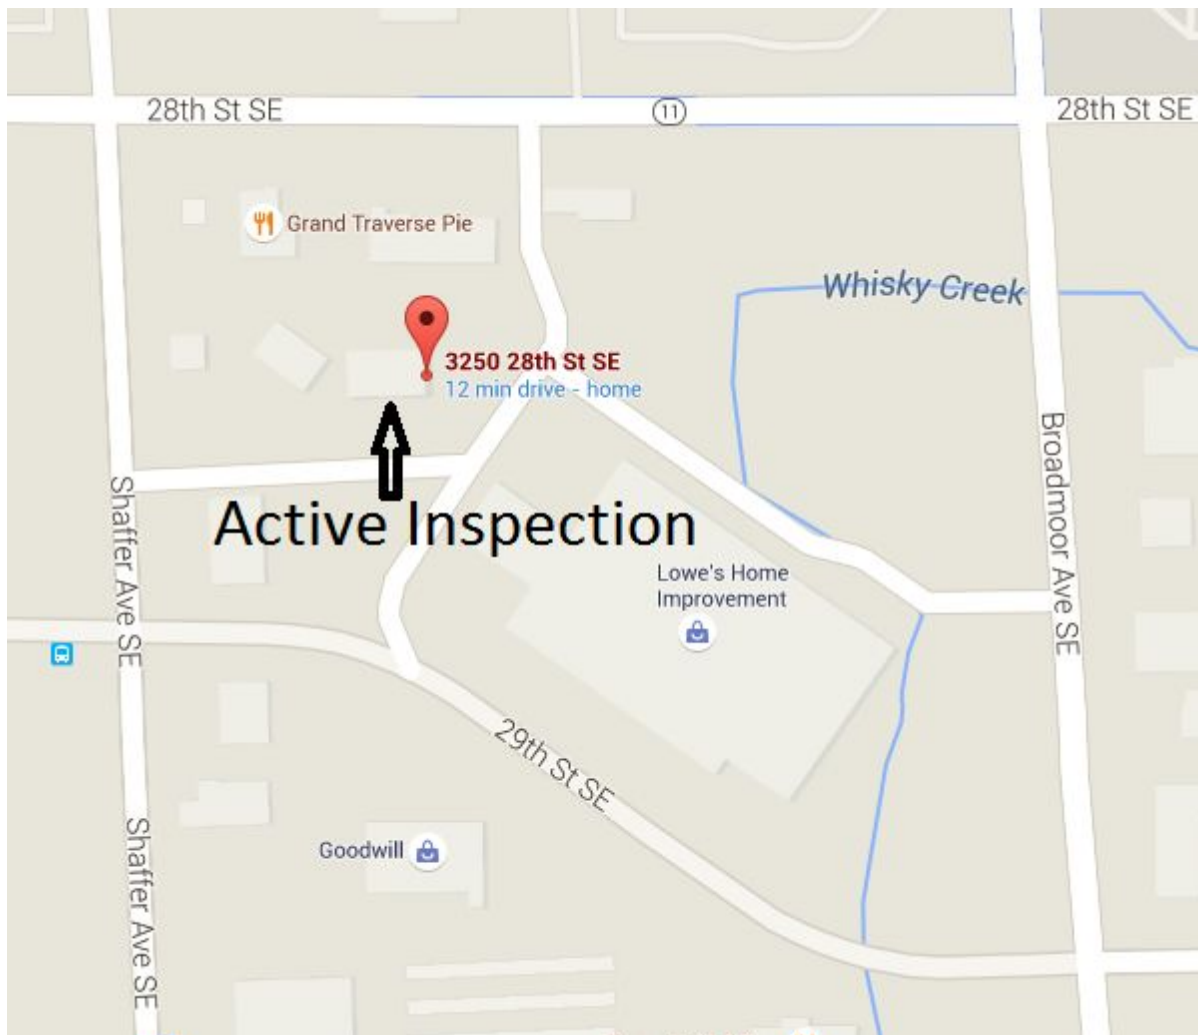 28th St SE
11
28th St SE
Grand Traverse Pie
Whisky Creek
3250 28th St SE
12 min drive - home
Active Inspection
Shaffer Ave SE
Broadmoor Ave SE
Lowe's Home
Improvement
29th St SE
Goodwill
Shaffer Ave SE